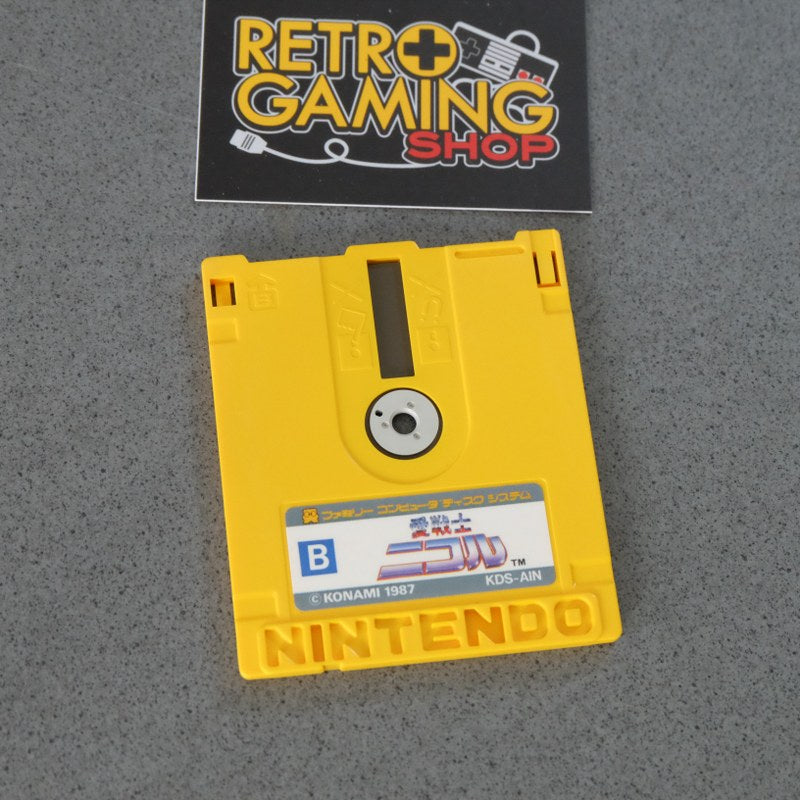 RETRO
GAMING
SHOP
ファミリー コンピュータ ディスク システム
愛戦士
B
ニコル
TM
© KONAMI 1987
KDS-AIN
NINTENDO